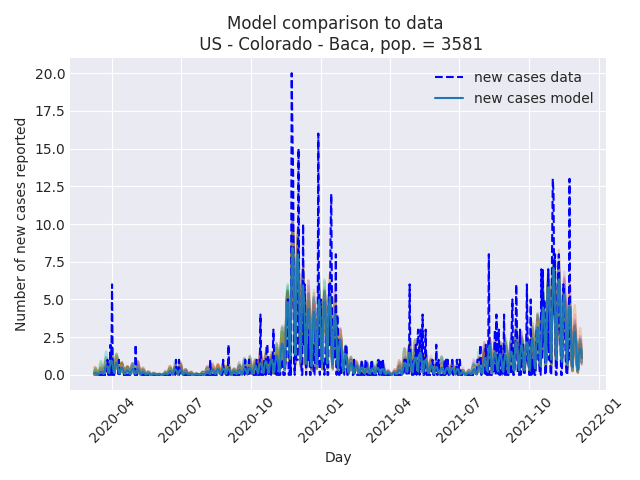 Model comparison to data
US - Colorado - Baca, pop. = 3581
new cases data
new cases model
Number of new cases reported
20.0
17.5
15.0
12.5
10.0
7.5
5.0
2.5
0.0
2020-04
2020-07
2020-10
2021-01
2021-04
2021-07
2021-10
2022-01
Day